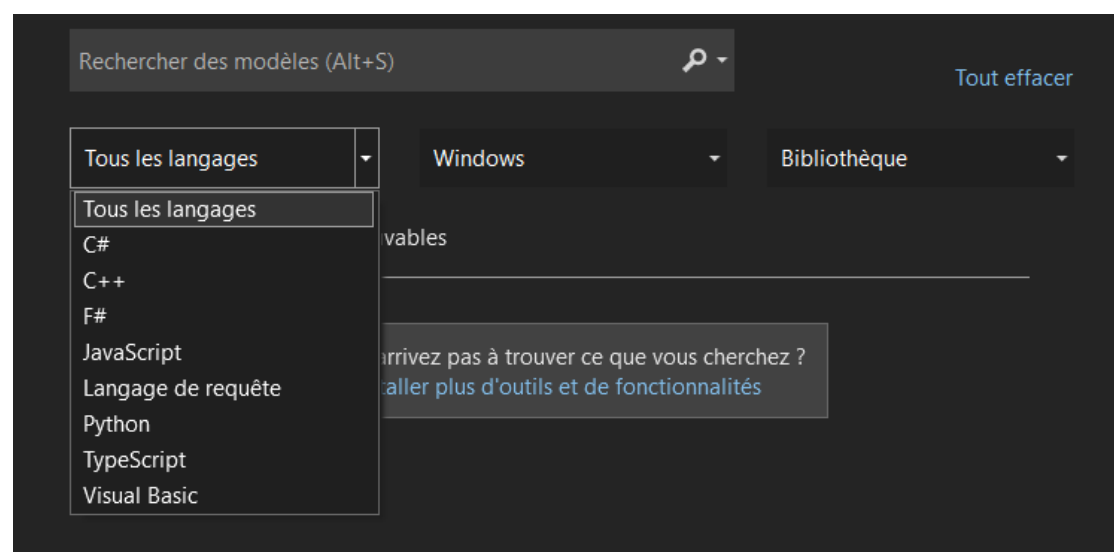 Rechercher des modèles (Alt+S)
Tout effacer
Tous les langages
Windows
Bibliothèque
Tous les langages
C#
vables
C++
F#
JavaScript
arrivez pas à trouver ce que vous cherchez ?
Langage de requête
taller plus d'outils et de fonctionnalités
Python
TypeScript
Visual Basic